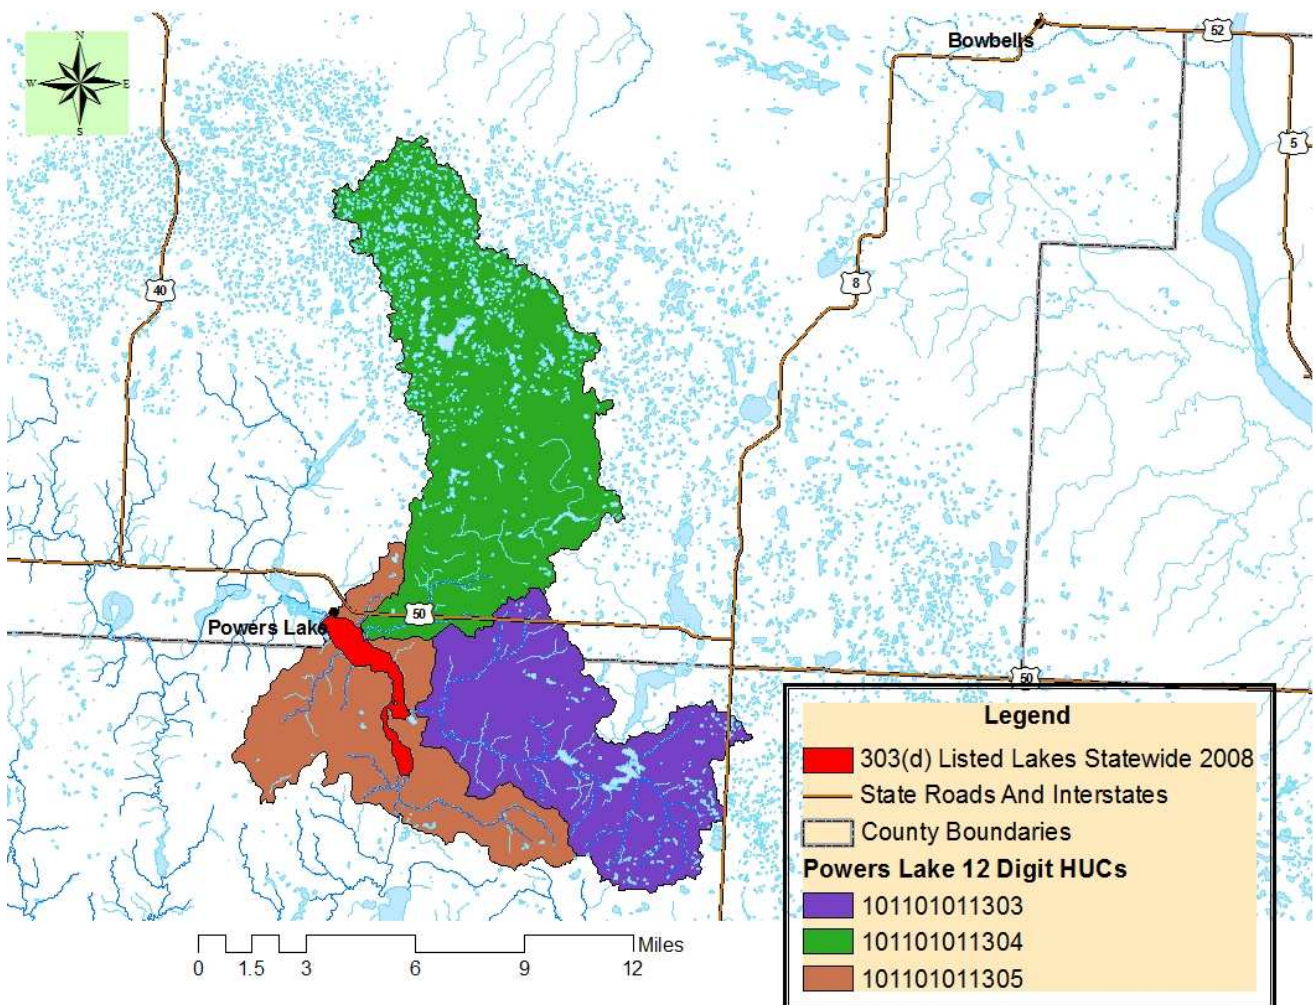 N
W E
S
Bowbells
52
5
40
8
50
Powers Lake
50
Legend
303(d) Listed Lakes Statewide 2008
State Roads And Interstates
County Boundaries
Powers Lake 12 Digit HUCs
101101011303
101101011304
101101011305
Miles
0 1.5 3 6 9 12